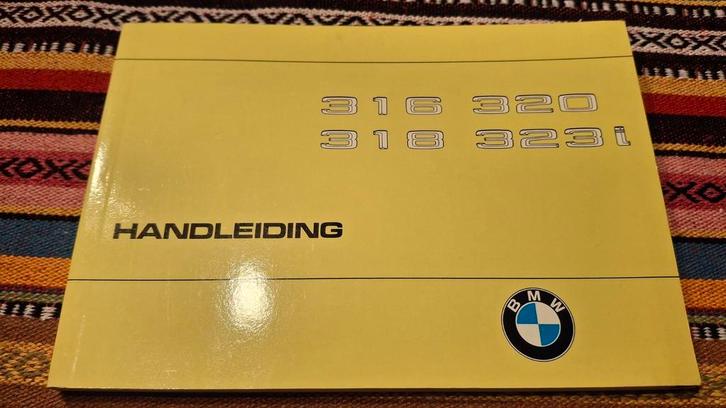 316 320
318 323i
HANDLEIDING
BMW